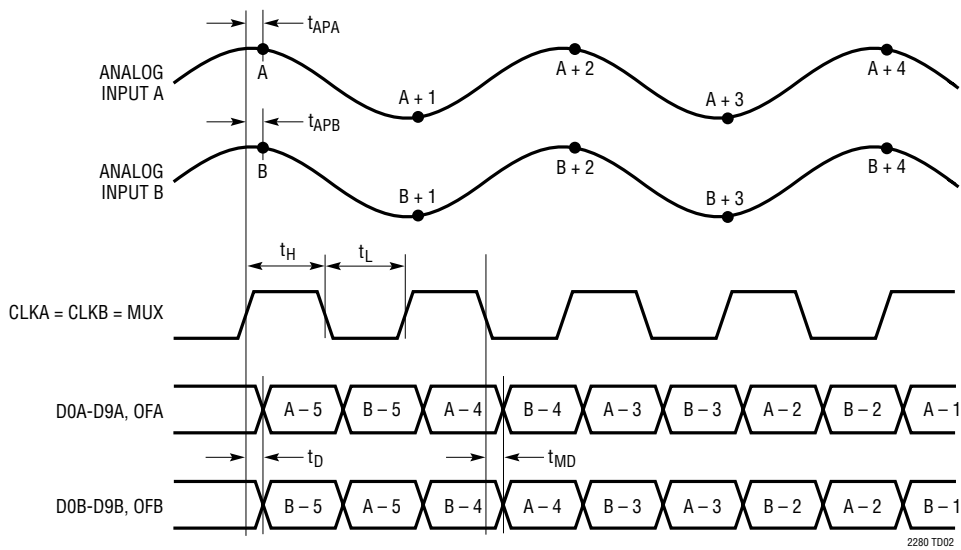 tAPA
ANALOG
INPUT A
A
A + 1
A + 2
A + 3
A + 4
tAPB
ANALOG
INPUT B
B
B + 1
B + 2
B + 3
B + 4
tH
tL
CLKA = CLKB = MUX
D0A-D9A, OFA
A – 5
B – 5
A – 4
B – 4
A – 3
B – 3
A – 2
B – 2
A – 1
tD
tMD
D0B-D9B, OFB
B – 5
A – 5
B – 4
A – 4
B – 3
A – 3
B – 2
A – 2
B – 1
2280 TD02